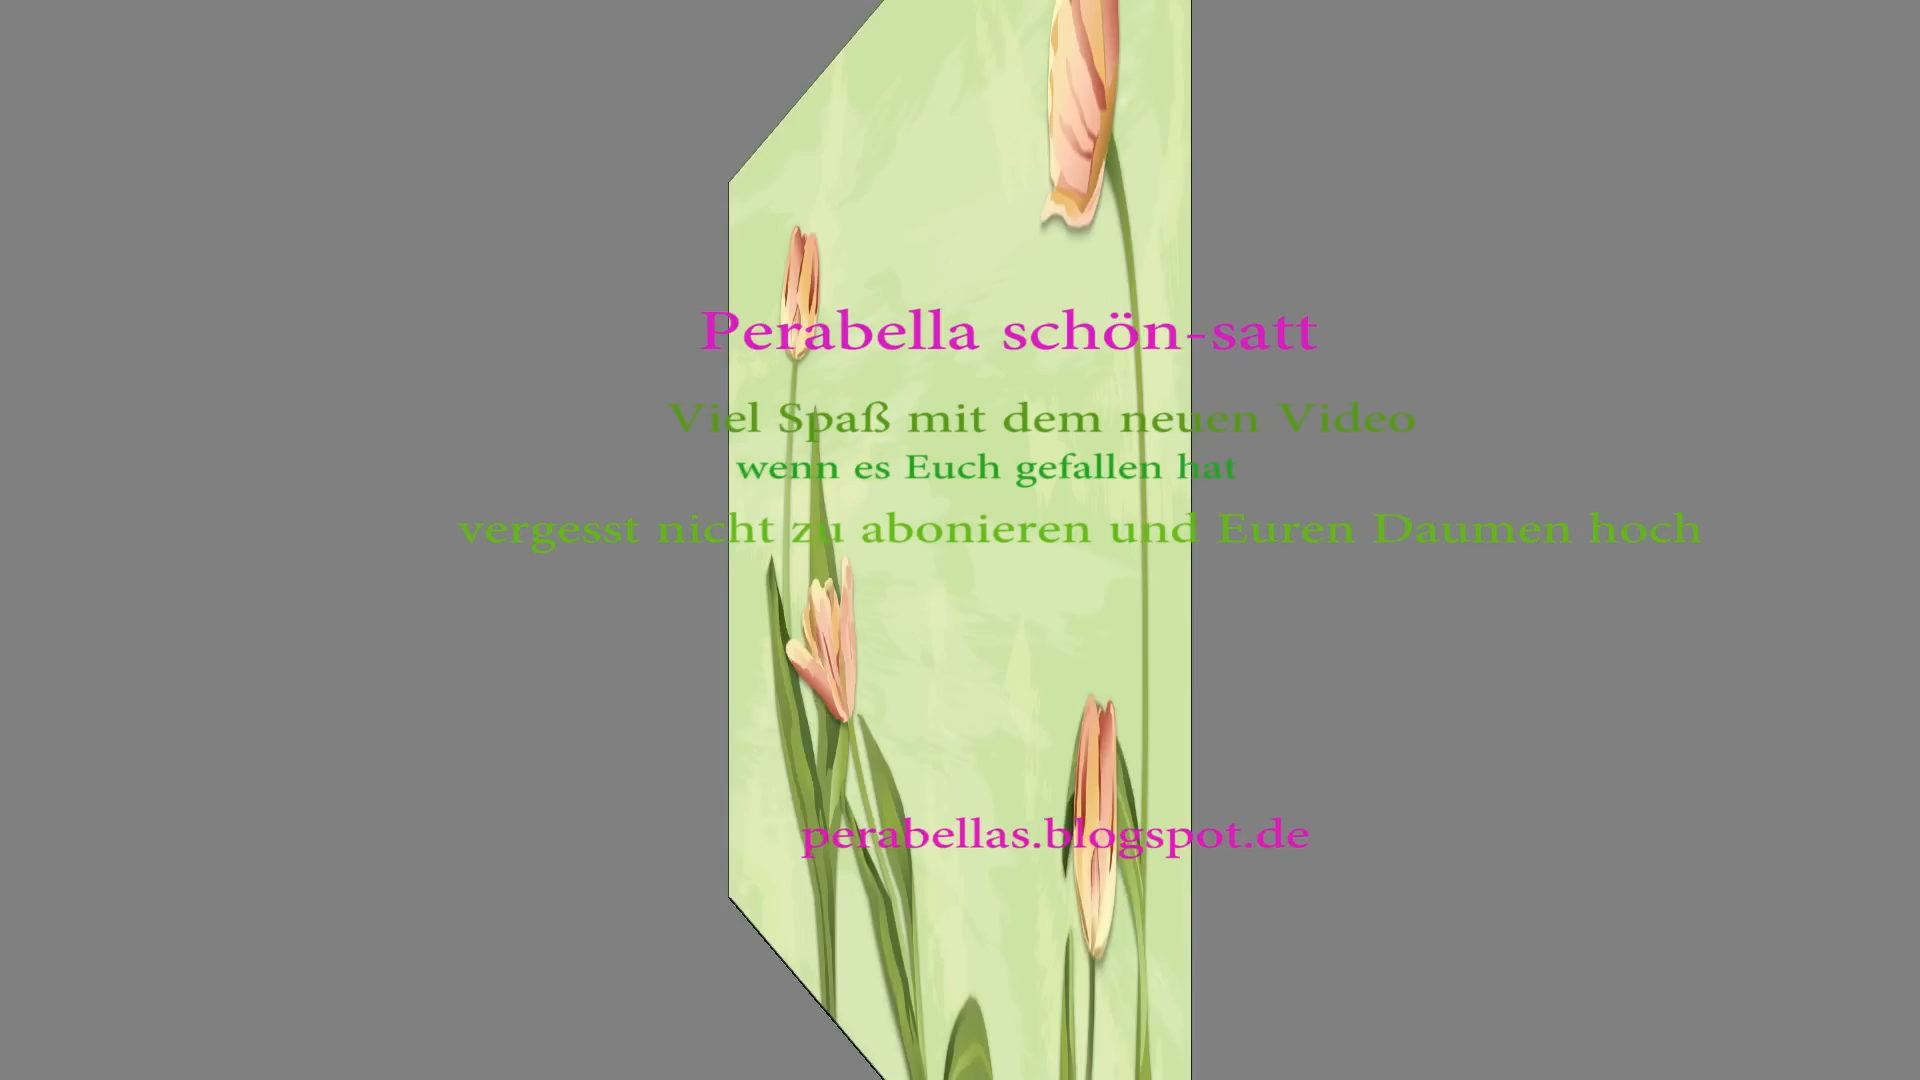 Perabella schön-satt
Viel Spaß mit dem neuen Video
wenn es Euch gefallen hat
vergesst nicht zu abonieren und Euren Daumen hoch
perabellas.blogspot.de